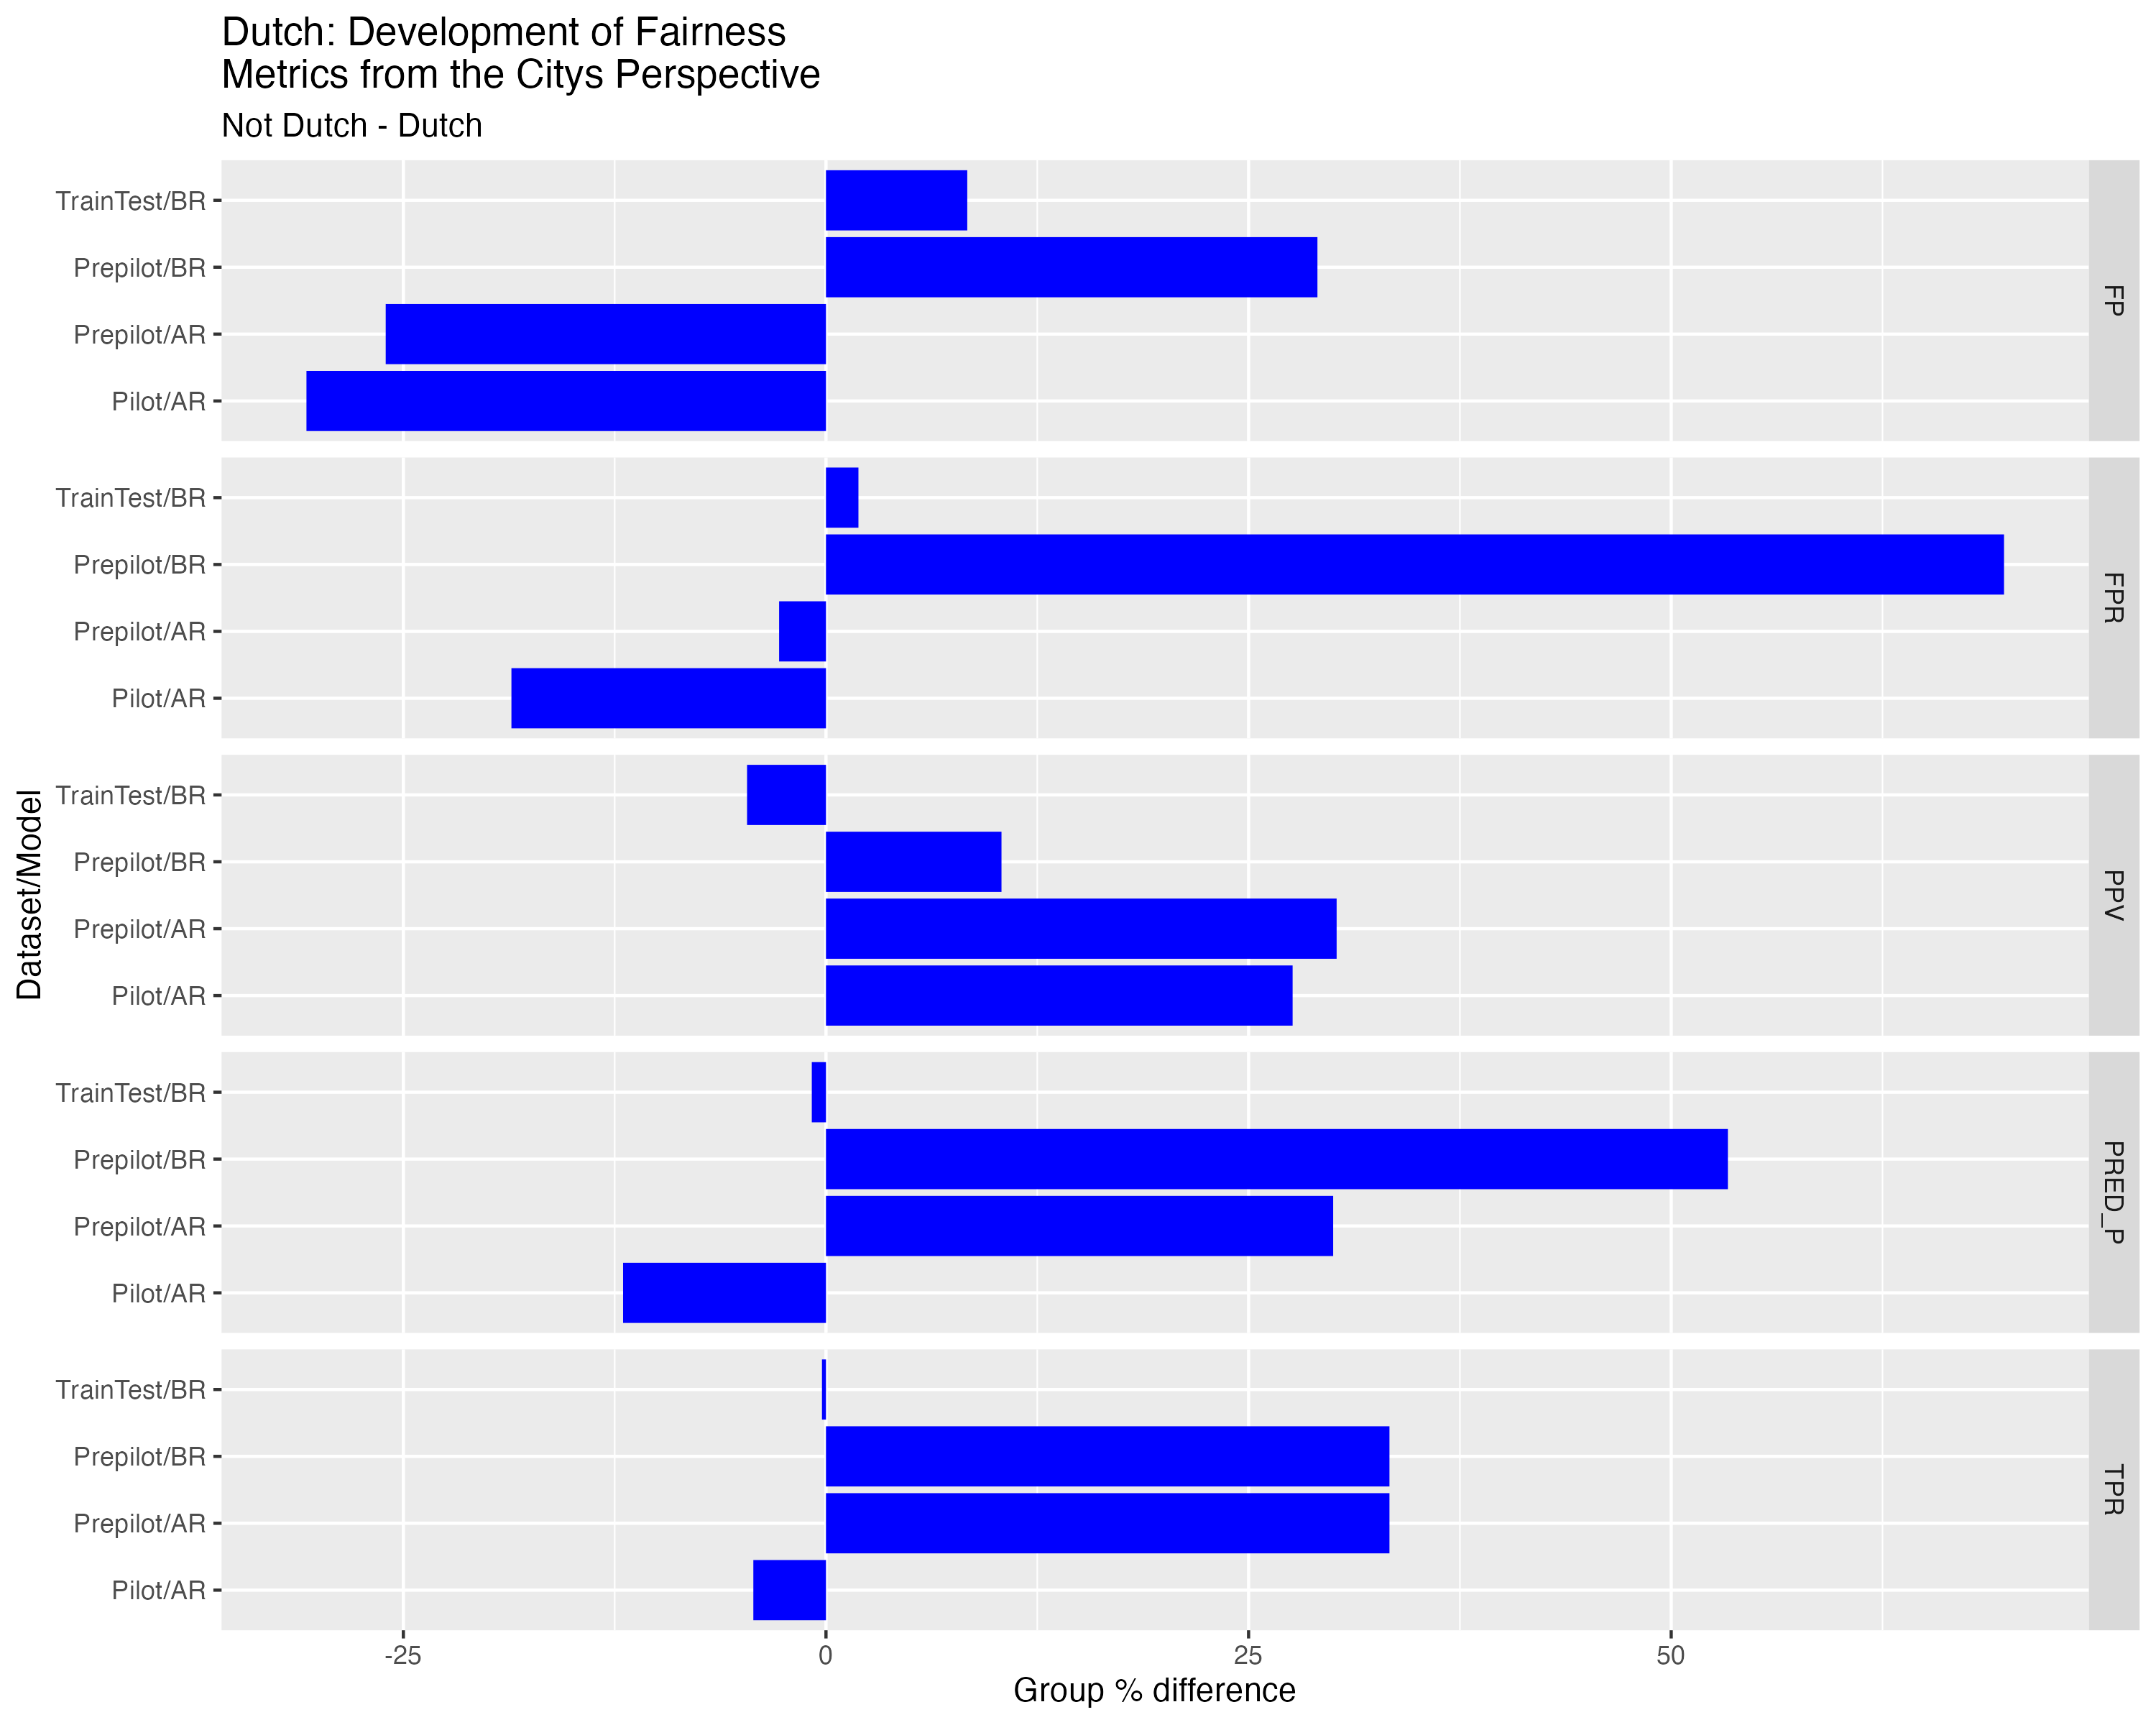 Dutch: Development of Fairness
Metrics from the Citys Perspective
Not Dutch - Dutch
Dataset/Model
TrainTest/BR
Prepilot/BR
Prepilot/AR
Pilot/AR
FP
TrainTest/BR
Prepilot/BR
Prepilot/AR
Pilot/AR
FPR
TrainTest/BR
Prepilot/BR
Prepilot/AR
Pilot/AR
PPV
TrainTest/BR
Prepilot/BR
Prepilot/AR
Pilot/AR
PRED_P
TrainTest/BR
Prepilot/BR
Prepilot/AR
Pilot/AR
TPR
-25 0 25 50
Group % difference